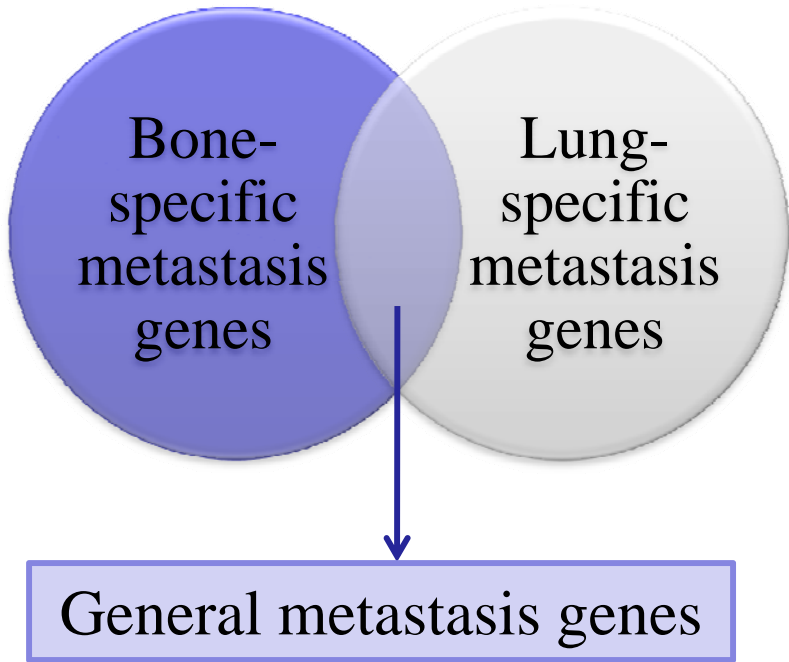 Bone-
specific
metastasis
genes
Lung-
specific
metastasis
genes
General metastasis genes